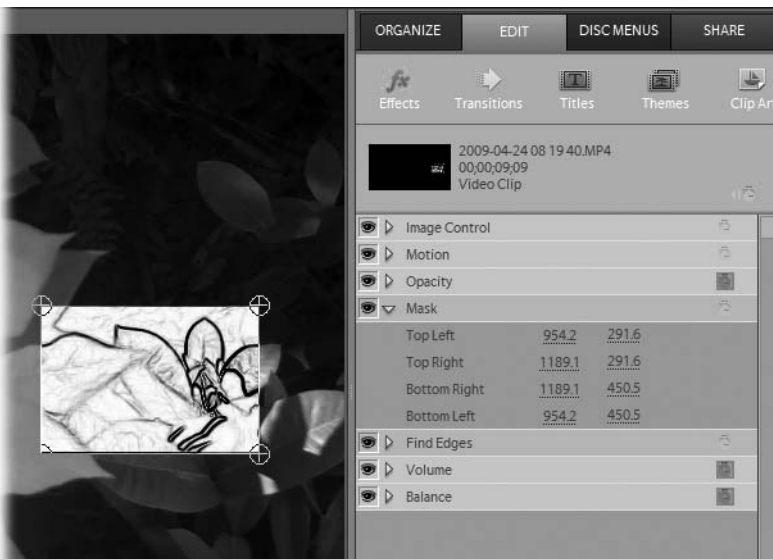 ORGANIZE EDIT DISC MENUS SHARE
Effects Transitions Titles Themes Clip Ar
2009-04-24 08 19 40.MP4
00;00;09;09
Video Clip
Image Control
Motion
Opacity
Mask
Top Left 954.2 291.6
Top Right 1189.1 291.6
Bottom Right 1189.1 450.5
Bottom Left 954.2 450.5
Find Edges
Volume
Balance